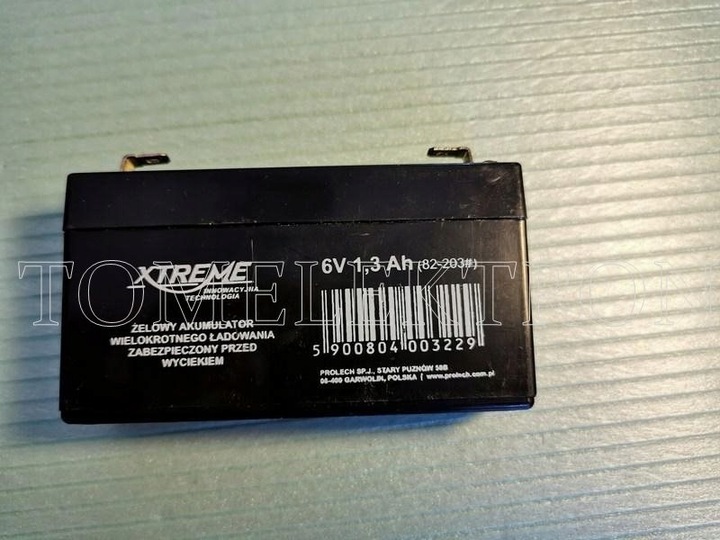 XTREME
INNOWACYJNA
TECHNOLOGIA
ŻELOWY AKUMULATOR
WIELOKROTNEGO ŁADOWANIA
ZABEZPIECZONY PRZED
WYCIEKIEM
6V 1,3 Ah (82-203#)
5 900804 003229
PROLECH SP.J., STARY PUZNÓW 58B
08-400 GARWOLIN, POLSKA / www.prolech.com.pl